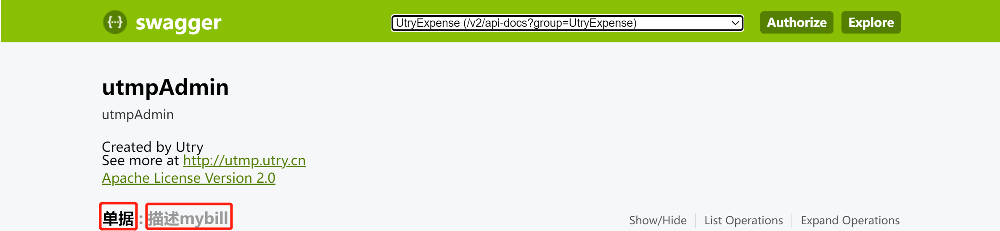 {···} swagger
UtryExpense (/v2/api-docs?group=UtryExpense)
Authorize
Explore
utmpAdmin
utmpAdmin
Created by Utry
See more at http://utmp.utry.cn
Apache License Version 2.0
单据 : 描述mybill
Show/Hide
List Operations
Expand Operations